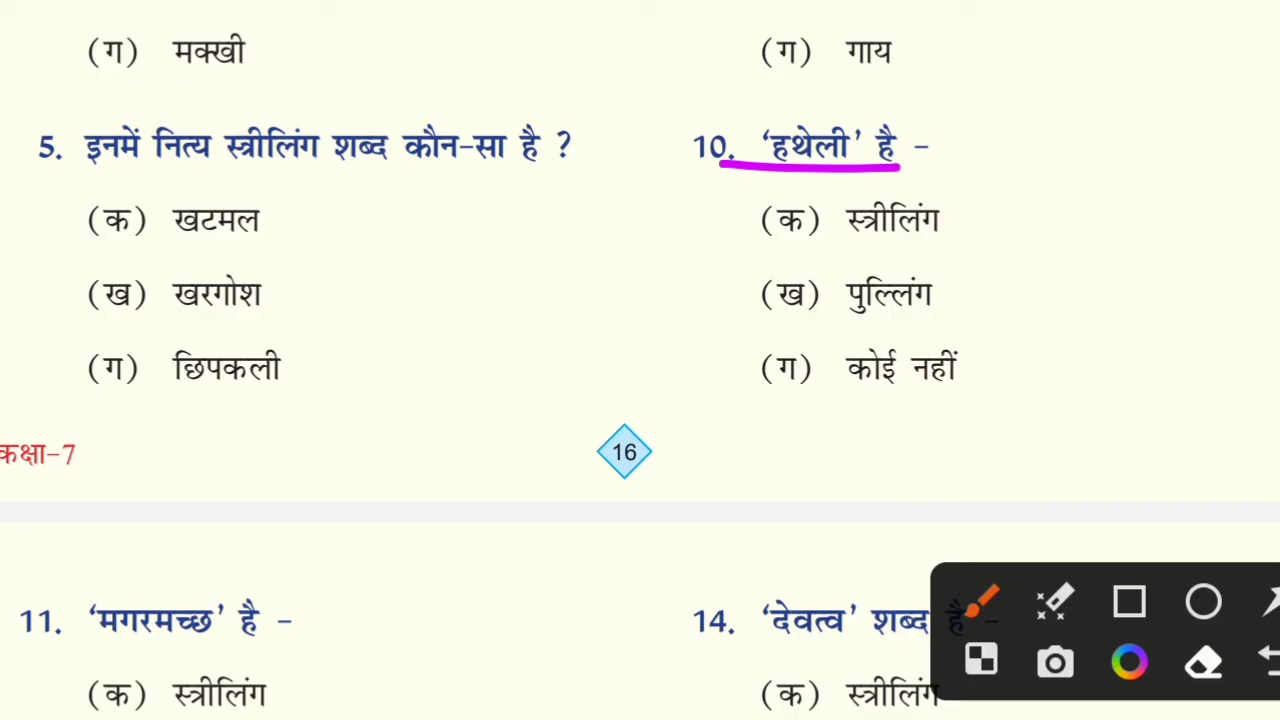 (ग) मक्खी
5. इनमें नित्य स्त्रीलिंग शब्द कौन-सा है ?
(क) खटमल
(ख) खरगोश
(ग) छिपकली
(ग) गाय
10. ‘हथेली’ है -
(क) स्त्रीलिंग
(ख) पुल्लिंग
(ग) कोई नहीं
कक्षा-7
16
11. ‘मगरमच्छ’ है -
(क) स्त्रीलिंग
14. ‘देवत्व’ शब्द है -
(क) स्त्रीलिंग